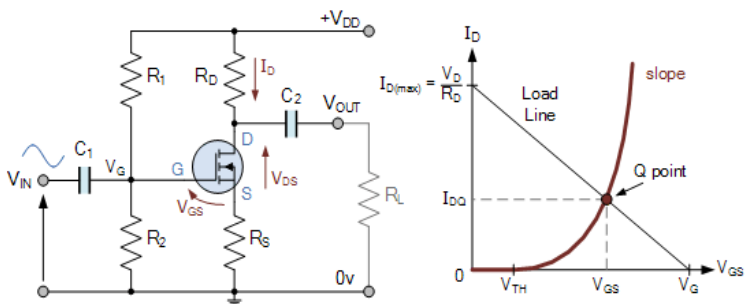 +VDD
R1
RD
ID
C2
VOUT
C1
VG
VIN
G
D
S
VDS
VGS
RL
R2
RS
0v
ID
slope
ID(max) = VD/RD
Load
Line
Q point
IDQ
0
VTH
VGS
VG
VGS